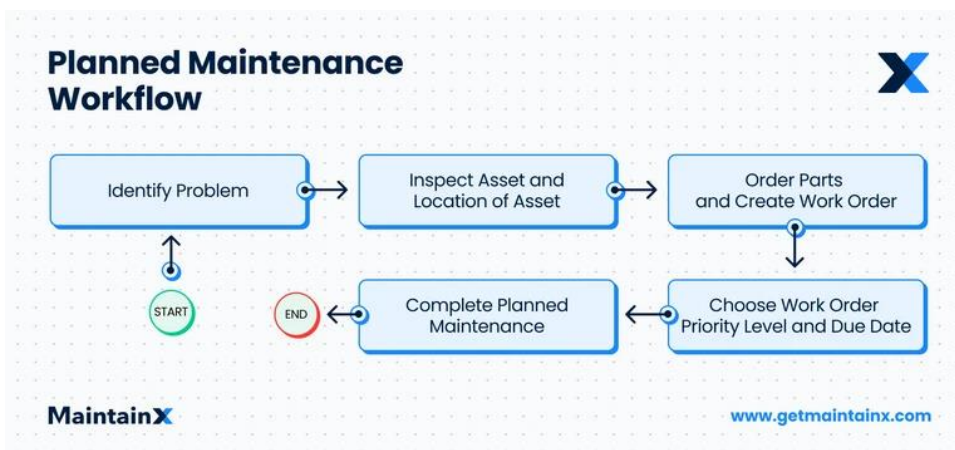 Planned Maintenance
Workflow
Identify Problem
Inspect Asset and
Location of Asset
Order Parts
and Create Work Order
START
END
Complete Planned
Maintenance
Choose Work Order
Priority Level and Due Date
MaintainX
www.getmaintainx.com